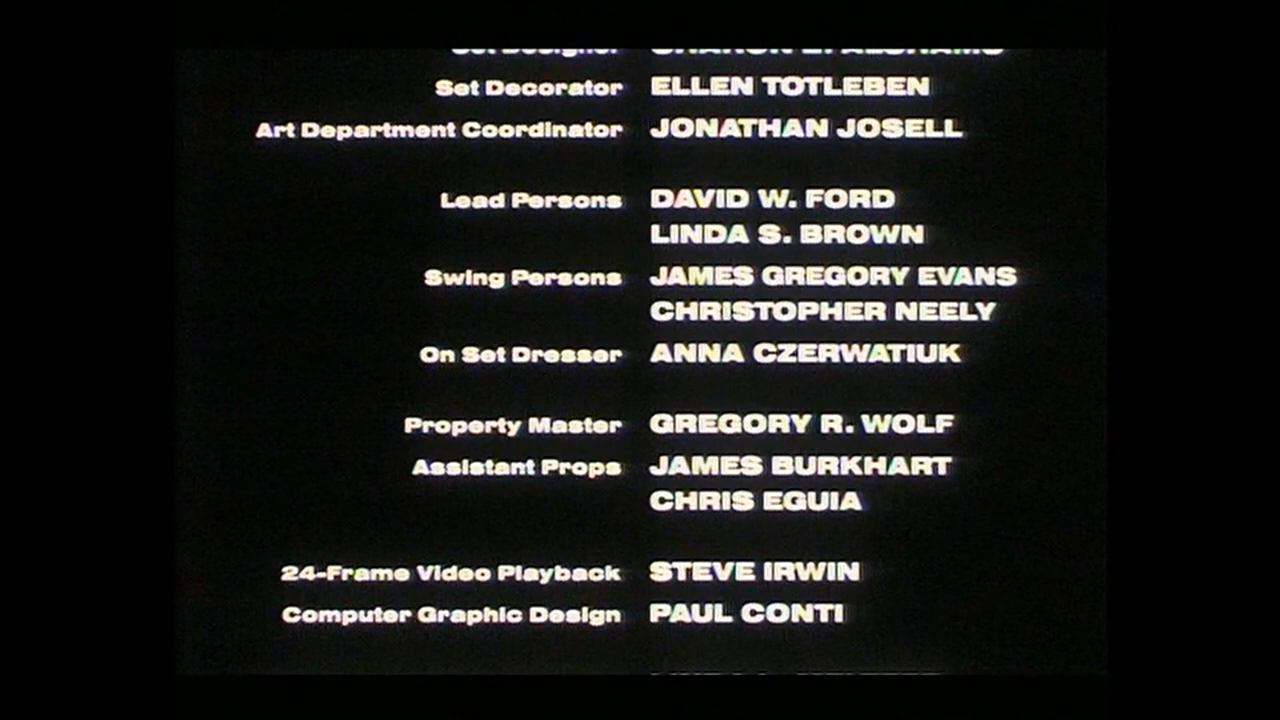 Set Designer
Set Decorator ELLEN TOTLEBEN
Art Department Coordinator JONATHAN JOSELL
Lead Persons DAVID W. FORD
LINDA S. BROWN
Swing Persons JAMES GREGORY EVANS
CHRISTOPHER NEELY
On Set Dresser ANNA CZERWATIUK
Property Master GREGORY R. WOLF
Assistant Props JAMES BURKHART
CHRIS EGUIA
24-Frame Video Playback STEVE IRWIN
Computer Graphic Design PAUL CONTI